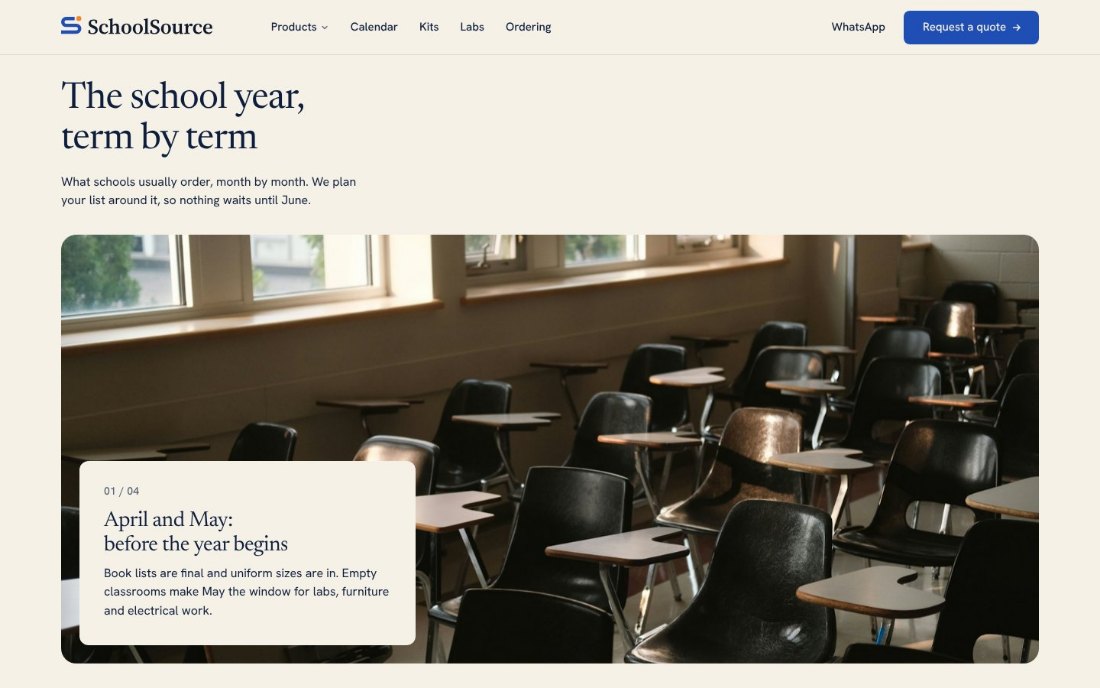 SchoolSource
Products
Calendar
Kits
Labs
Ordering
WhatsApp
Request a quote →
The school year,
term by term
What schools usually order, month by month. We plan
your list around it, so nothing waits until June.
01 / 04
April and May:
before the year begins
Book lists are final and uniform sizes are in. Empty
classrooms make May the window for labs, furniture
and electrical work.